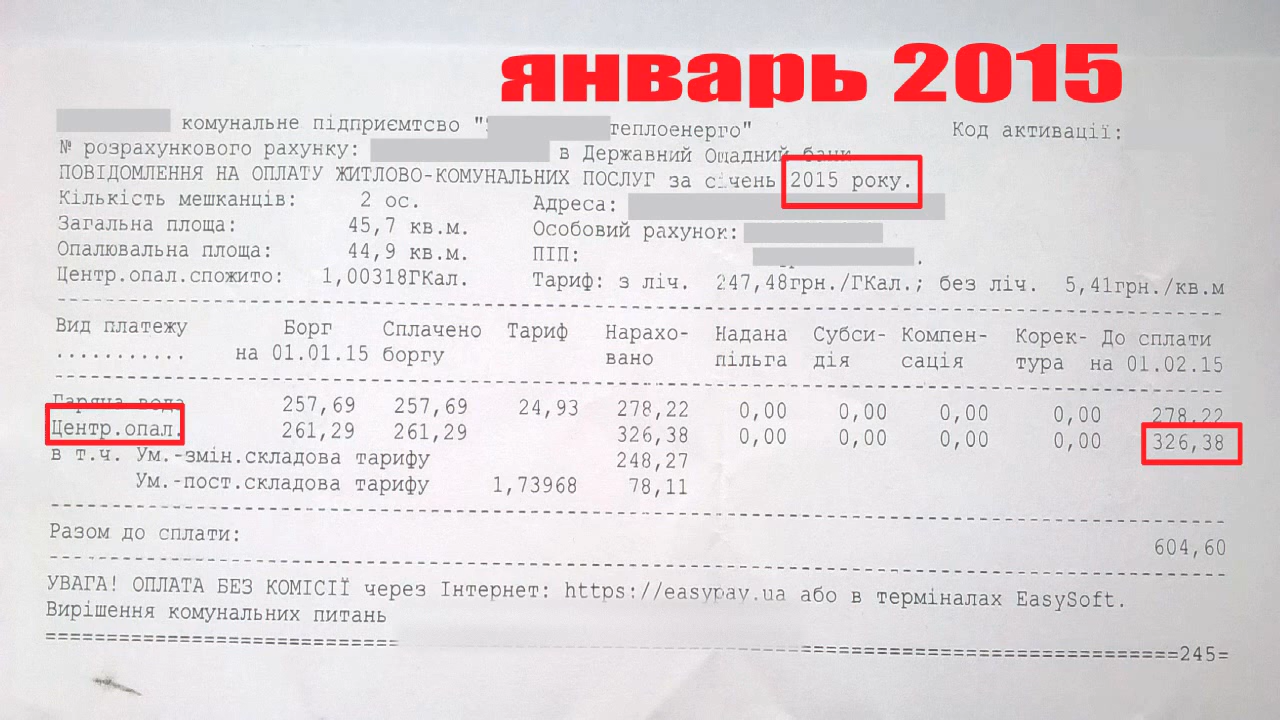 январь 2015
комунальне підприємтсво " теплоенерго" Код активації:
№ розрахункового рахунку: в Державний Ощадний банк
ПОВІДОМЛЕННЯ НА ОПЛАТУ ЖИТЛОВО-КОМУНАЛЬНИХ ПОСЛУГ за січень 2015 року.
Кількість мешканців: 2 ос. Адреса:
Загальна площа: 45,7 кв.м. Особовий рахунок:
Опалювальна площа: 44,9 кв.м. ПІП:
Центр.опал.спожито: 1,00318ГКал. Тариф: з ліч. 247,48грн./ГКал.; без ліч. 5,41грн./кв.м
Вид платежу Борг Сплачено Тариф Нарахо- Надана Субси- Компен- Корек- До сплати
........... на 01.01.15 боргу вано пільга дія сація тура на 01.02.15
Гаряча вода 257,69 257,69 24,93 278,22 0,00 0,00 0,00 0,00 278,22
Центр.опал. 261,29 261,29 326,38 0,00 0,00 0,00 0,00 326,38
в т.ч. Ум.-змін.складова тарифу 248,27
Ум.-пост.складова тарифу 1,73968 78,11
Разом до сплати: 604,60
УВАГА! ОПЛАТА БЕЗ КОМІСІЇ через Інтернет: https://easypay.ua або в терміналах EasySoft.
Вирішення комунальних питань
=245=